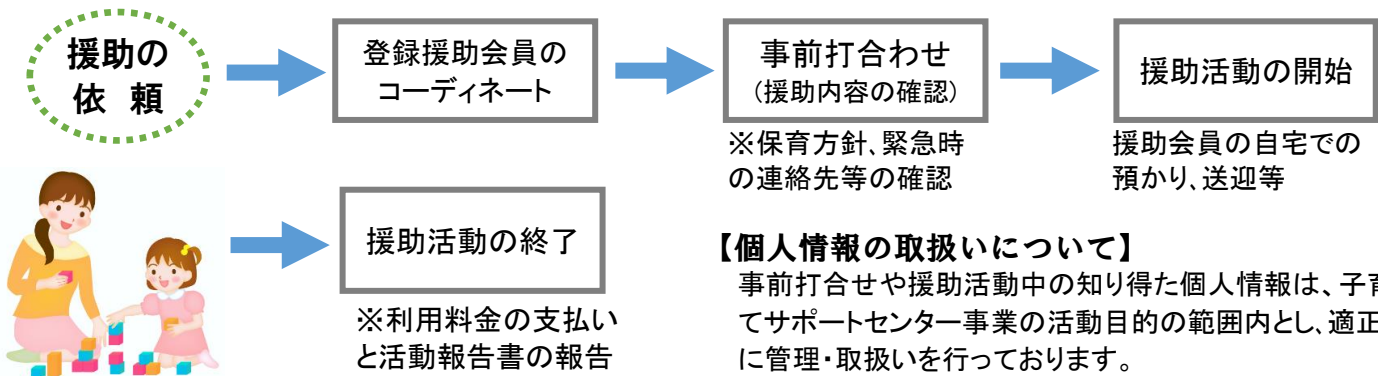 援助の
依 頼
登録援助会員の
コーディネート
事前打合わせ
(援助内容の確認)
※保育方針、緊急時
の連絡先等の確認
援助活動の開始
援助会員の自宅での
預かり、送迎等
援助活動の終了
※利用料金の支払い
と活動報告書の報告
【個人情報の取扱いについて】
事前打合せや援助活動中の知り得た個人情報は、子育
てサポートセンター事業の活動目的の範囲内とし、適正
に管理・取扱いを行っております。